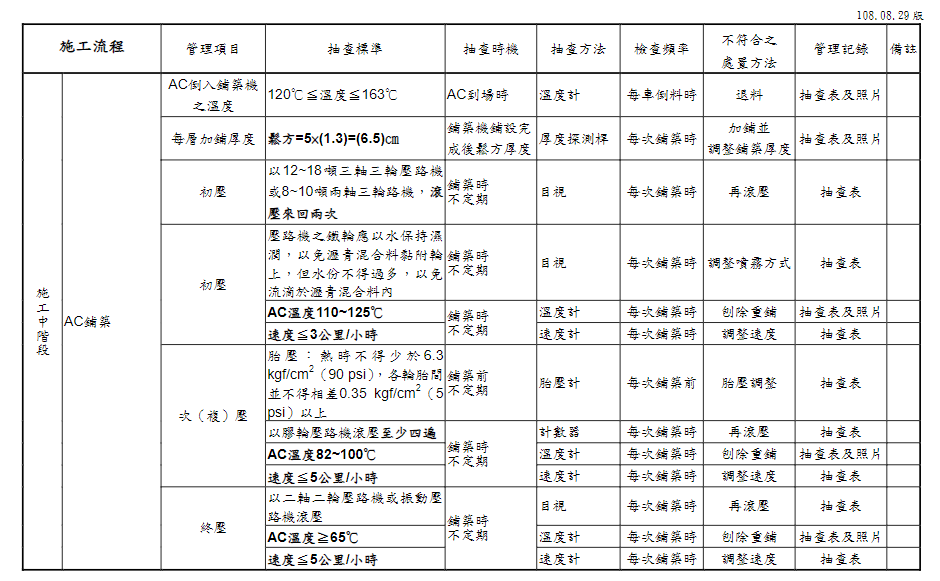 108.08.29版
施工流程 管理項目 抽查標準 抽查時機 抽查方法 檢查頻率 不符合之 管理記錄 備註
處置方法
施工中階段
AC鋪築
AC倒入鋪築機
之溫度
120℃≦溫度≦163℃ AC到場時 溫度計 每車倒料時 退料 抽查表及照片
每層加鋪厚度 鬆方=5x(1.3)=(6.5)㎝ 鋪築機鋪設完 厚度探測桿 每次鋪築時 加鋪並 抽查表及照片
成後鬆方厚度 調整鋪築厚度
初壓
以12~18噸三軸三輪壓路機
或8~10噸兩軸三輪路機，滾
壓來回兩次
鋪築時
不定期
目視 每次鋪築時 再滾壓 抽查表
初壓
壓路機之鐵輪應以水保持濕
潤，以免瀝青混合料黏附輪
上，但水份不得過多，以免
流滴於瀝青混合料內
鋪築時
不定期
目視 每次鋪築時 調整噴霧方式 抽查表
AC溫度110~125℃ 鋪築時 溫度計 每次鋪築時 刨除重鋪 抽查表及照片
速度≦3公里/小時 不定期 速度計 每次鋪築時 調整速度 抽查表
次（複）壓
胎壓：熱時不得少於6.3
kgf/cm2（90 psi），各輪胎間
並不得相差0.35 kgf/cm2（5
psi）以上
鋪築前
不定期
胎壓計 每次鋪築前 胎壓調整 抽查表
以膠輪壓路機滾壓至少四遍 計數器 每次鋪築時 再滾壓 抽查表
鋪築時
不定期
AC溫度82~100℃ 溫度計 每次鋪築時 刨除重鋪 抽查表及照片
速度≦5公里/小時 速度計 每次鋪築時 調整速度 抽查表
終壓
以二軸二輪壓路機或振動壓
路機滾壓
目視 每次鋪築時 再滾壓 抽查表
鋪築時
不定期
AC溫度≧65℃ 溫度計 每次鋪築時 刨除重鋪 抽查表及照片
速度≦5公里/小時 速度計 每次鋪築時 調整速度 抽查表